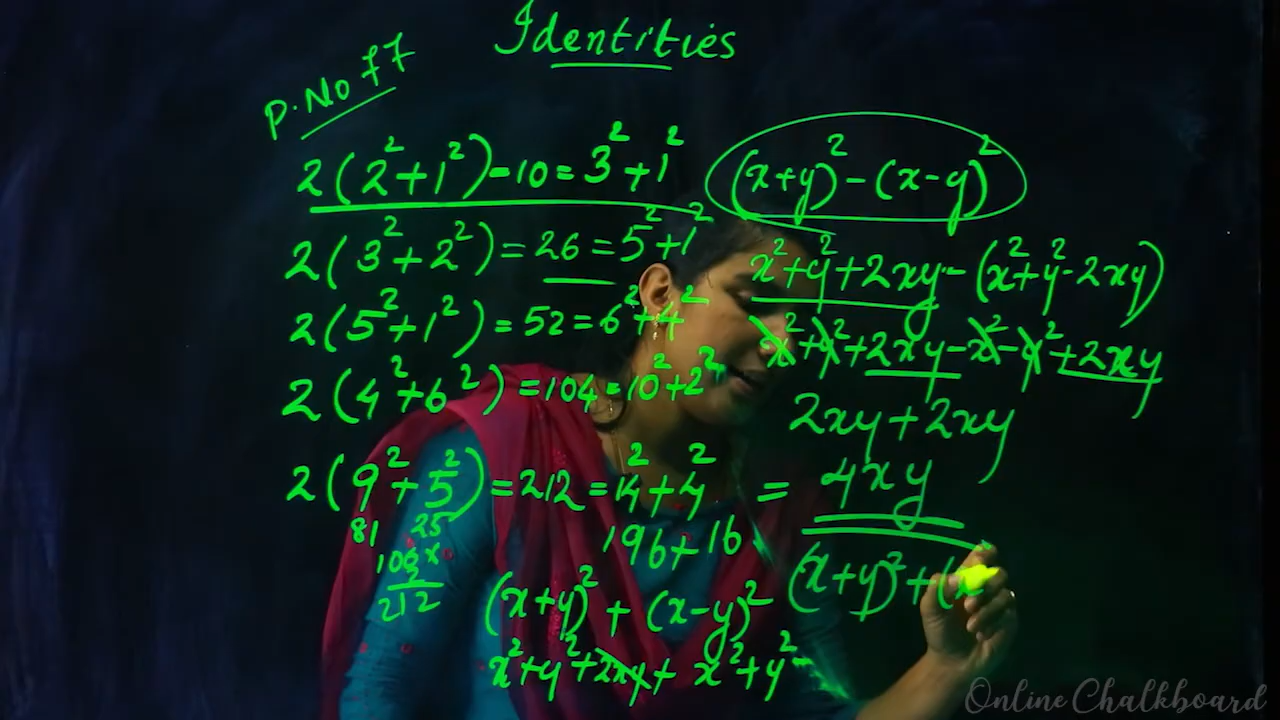 Identities
P.No 77
2(2²+1²)=10=3²+1²
2(3²+2²)=26=5²+1²
2(5²+1²)=52=6²+4²
2(4²+6²)=104=10²+2²
2(9²+5²)=212=14²+4²
81 25
196+16
106×
2
212
(x+y)²+(x-y)²
x²+y²+2xy+x²+y²-
(x+y)²-(x-y)²
x²+y²+2xy-(x²+y²-2xy)
x²+y²+2xy-x²-y²+2xy
2xy+2xy
=4xy
(x+y)²+(x
Online Chalkboard